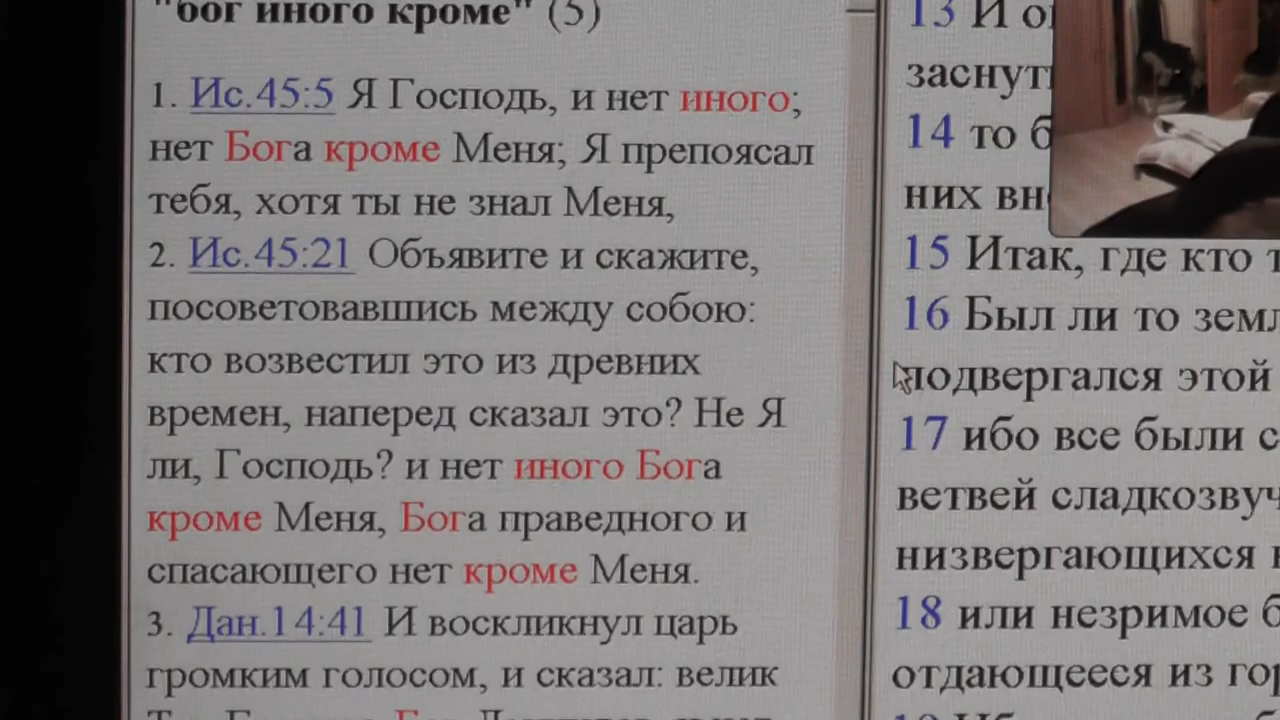 "бог иного кроме" (5)
1. Ис.45:5 Я Господь, и нет иного;
нет Бога кроме Меня; Я препоясал
тебя, хотя ты не знал Меня,
2. Ис.45:21 Объявите и скажите,
посоветовавшись между собою:
кто возвестил это из древних
времен, наперед сказал это? Не Я
ли, Господь? и нет иного Бога
кроме Меня, Бога праведного и
спасающего нет кроме Меня.
3. Дан.14:41 И воскликнул царь
громким голосом, и сказал: велик
13 И
14 то
них
15 Итак, где кто
16 Был ли то
подвергался этой
17 ибо все были
ветвей
низвергающихся
18 или незримое
отдающееся из